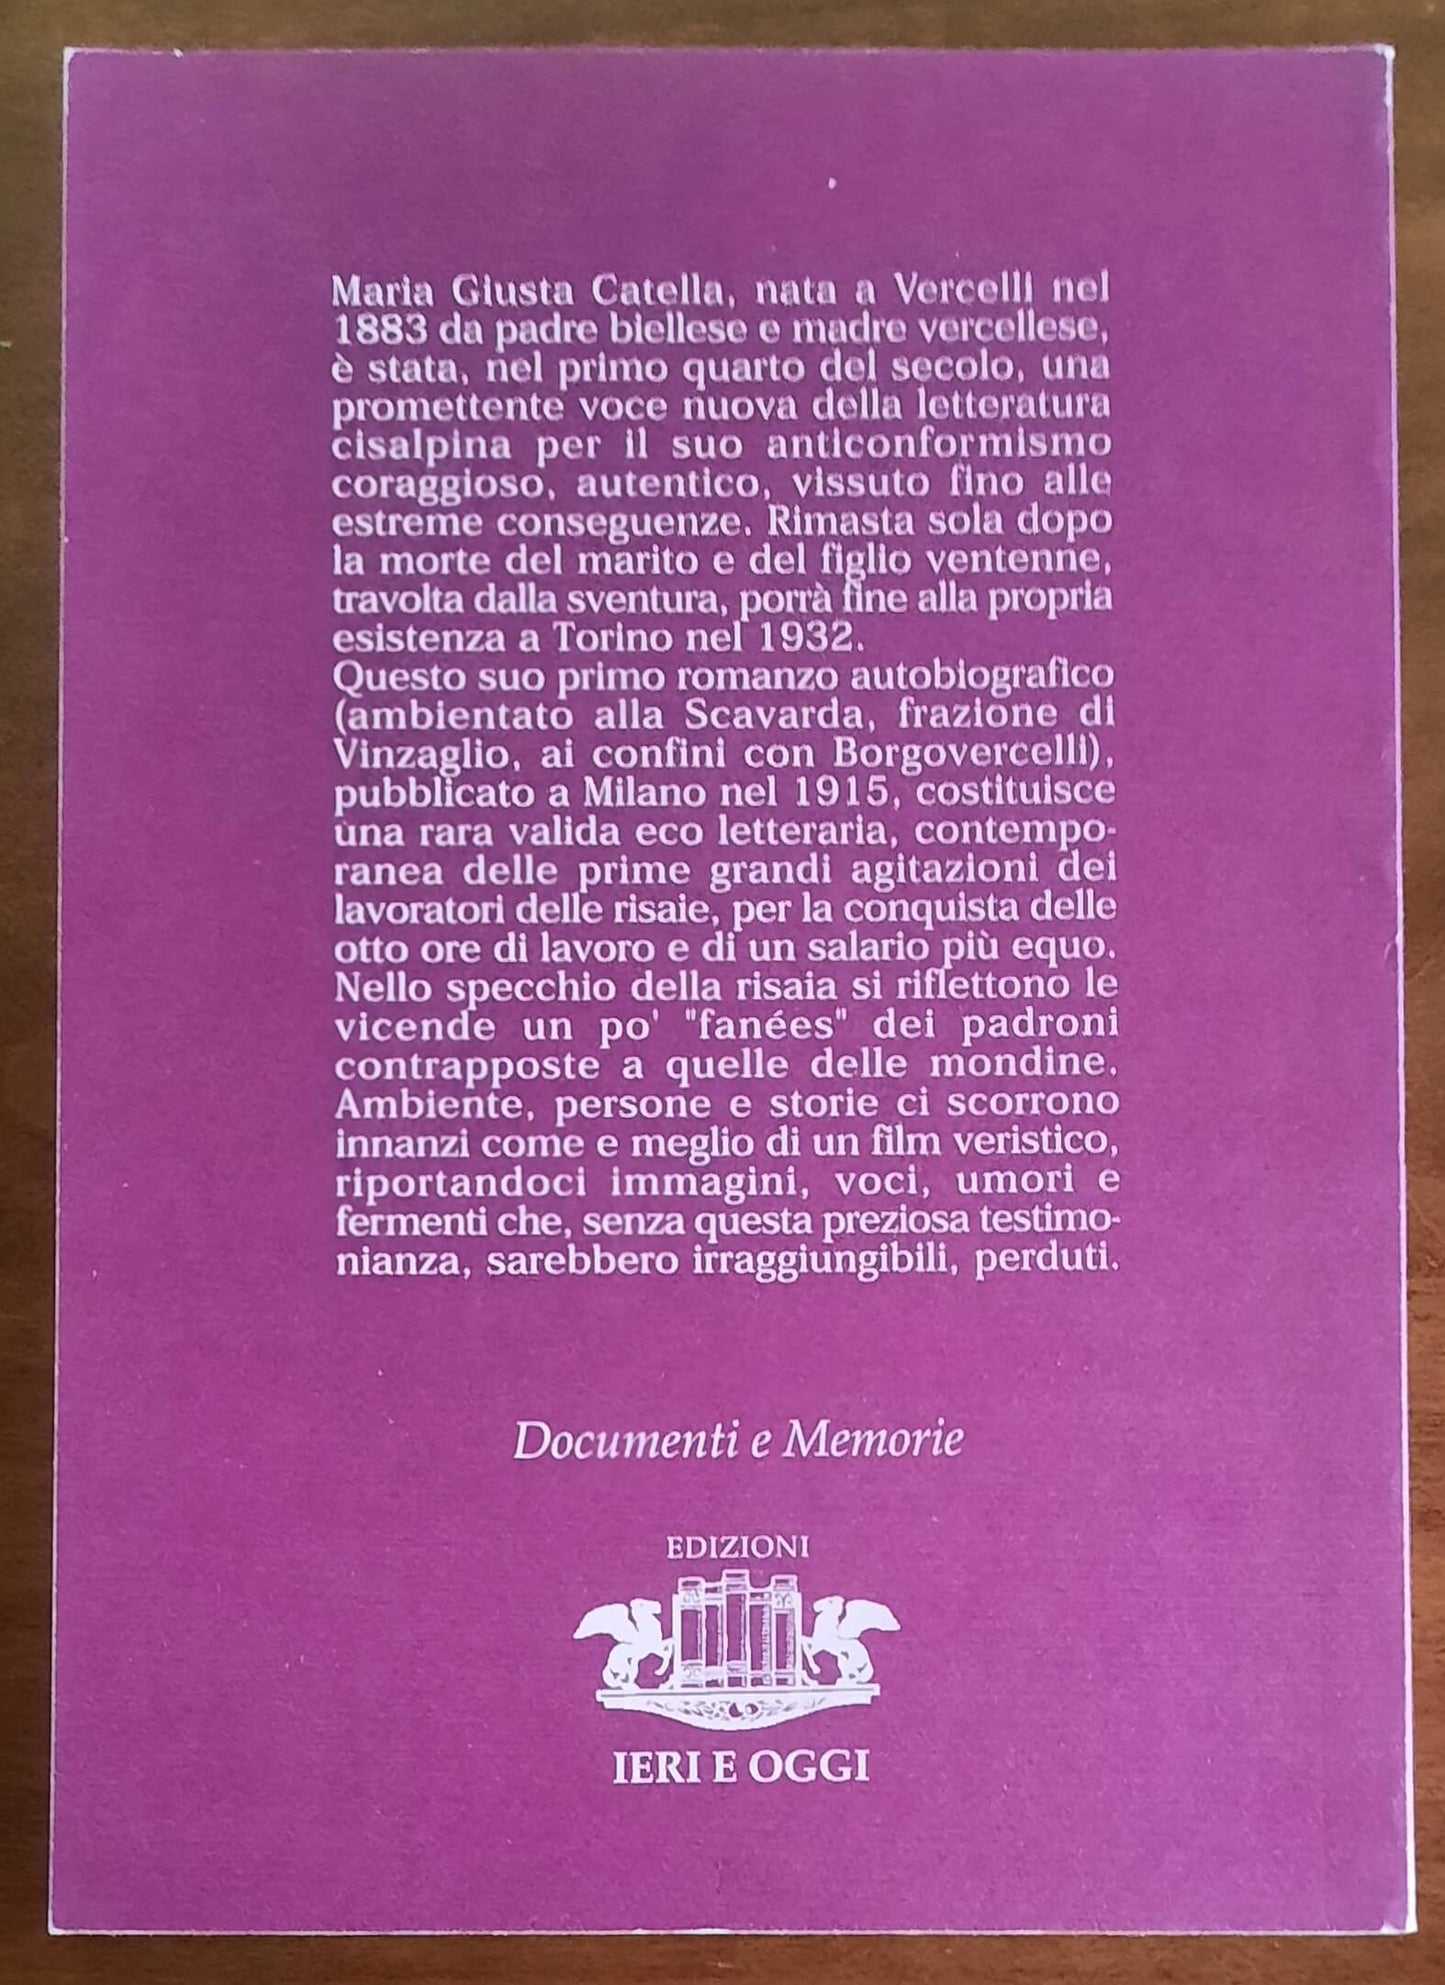 Maria Giusta Catella, nata a Vercelli nel
1883 da padre biellese e madre vercellese,
è stata, nel primo quarto del secolo, una
promettente voce nuova della letteratura
cisalpina per il suo anticonformismo
coraggioso, autentico, vissuto fino alle
estreme conseguenze. Rimasta sola dopo
la morte del marito e del figlio ventenne,
travolta dalla sventura, porrà fine alla propria
esistenza a Torino nel 1932.
Questo suo primo romanzo autobiografico
(ambientato alla Scavarda, frazione di
Vinzaglio, ai confini con Borgovercelli),
pubblicato a Milano nel 1915, costituisce
una rara valida eco letteraria, contempo-
ranea delle prime grandi agitazioni dei
lavoratori delle risaie, per la conquista delle
otto ore di lavoro e di un salario più equo.
Nello specchio della risaia si riflettono le
vicende un po' "fanées" dei padroni
contrapposte a quelle delle mondine.
Ambiente, persone e storie ci scorrono
innanzi come e meglio di un film veristico,
riportandoci immagini, voci, umori e
fermenti che, senza questa preziosa testimo-
nianza, sarebbero irraggiungibili, perduti.
Documenti e Memorie
EDIZIONI
IERI E OGGI